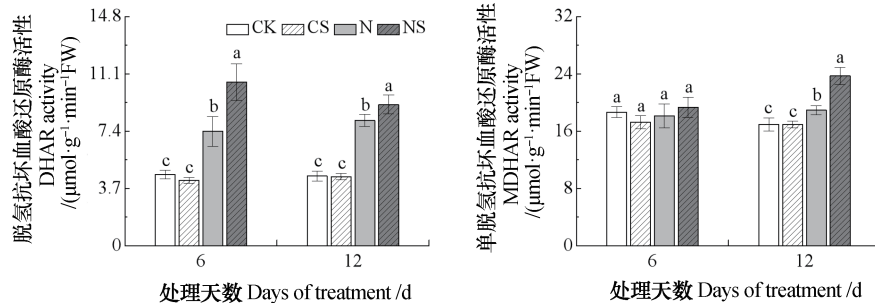 脱氢抗坏血酸还原酶活性
DHAR activity
/(μmol·g⁻¹·min⁻¹FW)
14.8
11.1
7.4
3.7
0
CK CS N NS
c c b a
c c b a
6 12
处理天数 Days of treatment /d
单脱氢抗坏血酸还原酶活性
MDHAR activity
/(μmol·g⁻¹·min⁻¹FW)
32
24
16
8
0
a a a a
c c b a
6 12
处理天数 Days of treatment /d